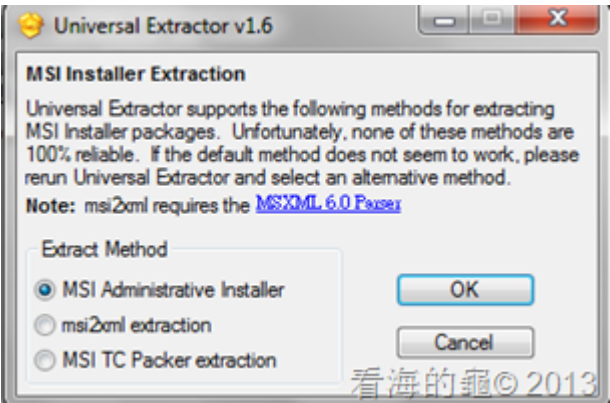 Universal Extractor v1.6
MSI Installer Extraction
Universal Extractor supports the following methods for extracting
MSI Installer packages. Unfortunately, none of these methods are
100% reliable. If the default method does not seem to work, please
rerun Universal Extractor and select an alternative method.
Note: msi2xml requires the MSXML 6.0 Parser
Extract Method
MSI Administrative Installer
msi2xml extraction
MSI TC Packer extraction
OK
Cancel
看海的龜© 2013